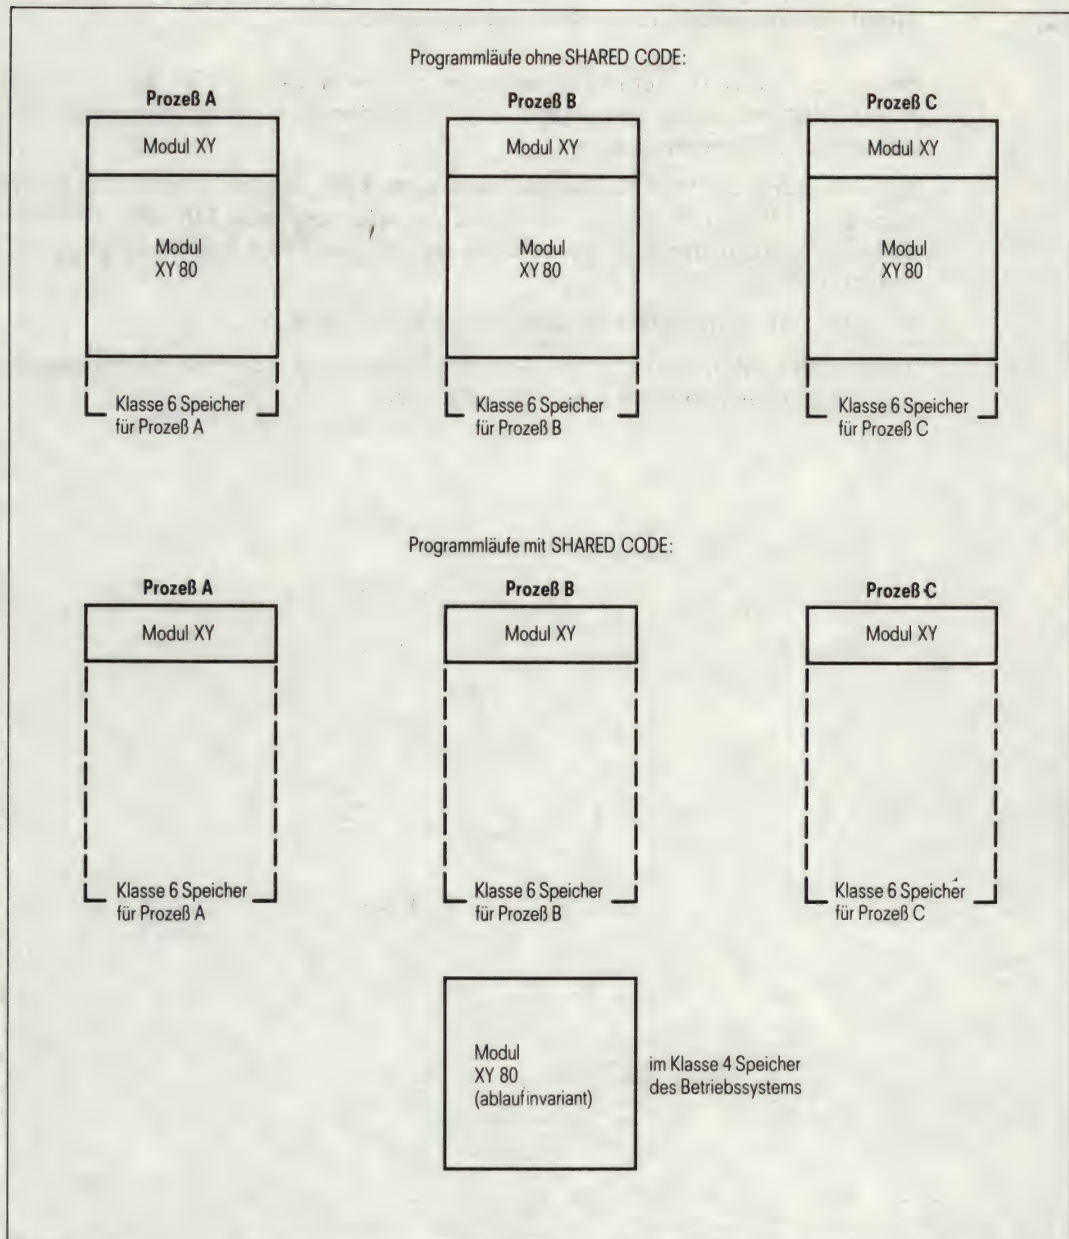 Programmläufe ohne SHARED CODE:
Prozeß A
Prozeß B
Prozeß C
Modul XY
Modul XY
Modul XY
Modul
XY 80
Modul
XY 80
Modul
XY 80
Klasse 6 Speicher
für Prozeß A
Klasse 6 Speicher
für Prozeß B
Klasse 6 Speicher
für Prozeß C
Programmläufe mit SHARED CODE:
Prozeß A
Prozeß B
Prozeß C
Modul XY
Modul XY
Modul XY
Klasse 6 Speicher
für Prozeß A
Klasse 6 Speicher
für Prozeß B
Klasse 6 Speicher
für Prozeß C
Modul
XY 80
(ablaufinvariant)
im Klasse 4 Speicher
des Betriebssystems